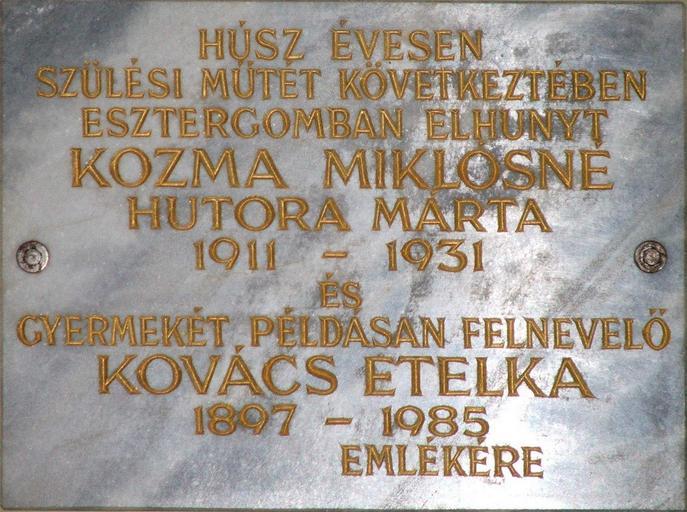 HÚSZ ÉVESEN
SZÜLÉSI MŰTÉT KÖVETKEZTÉBEN
ESZTERGOMBAN ELHUNYT
KOZMA MIKLÓSNÉ
HUTORA MÁRTA
1911 – 1931
ÉS
GYERMEKÉT PÉLDÁSAN FELNEVELŐ
KOVÁCS ETELKA
1897 – 1985
EMLÉKÉRE